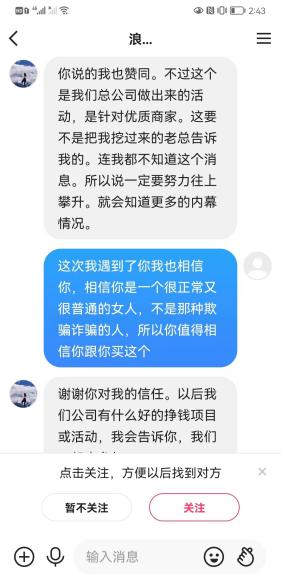 2:43
浪...
你说的我也赞同。不过这个
是我们总公司做出来的活
动，是针对优质商家。这要
不是把我挖过来的老总告诉
我的。连我都不知道这个消
息。所以说一定要努力往上
攀升。就会知道更多的内幕
情况。
这次我遇到了你我也相信
你，相信你是一个很正常又
很普通的女人，不是那种欺
骗诈骗的人，所以你值得相
信你跟你买这个
谢谢你对我的信任。以后我
们公司有什么好的挣钱项目
或活动，我会告诉你，我们
点击关注，方便以后找到对方
暂不关注
关注
输入消息